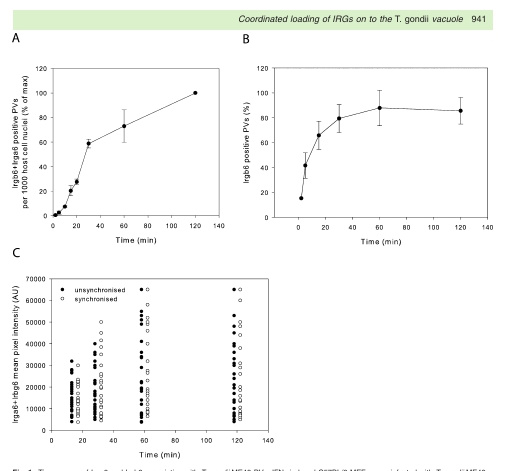 Coordinated loading of IRGs on to the T. gondii vacuole 941
A
Irgb6+Irga6 positive PVs
per 1000 host cell nuclei (% of max)
120
100
80
60
40
20
0
0 20 40 60 80 100 120 140
Time (min)
B
Irgb6 positive PVs (%)
120
100
80
60
40
20
0
0 20 40 60 80 100 120 140
Time (min)
C
Irga6+Irbg6 mean pixel intensity (AU)
70000
60000
50000
40000
30000
20000
10000
0
unsynchronised
synchronised
0 20 40 60 80 100 120 140
Time (min)